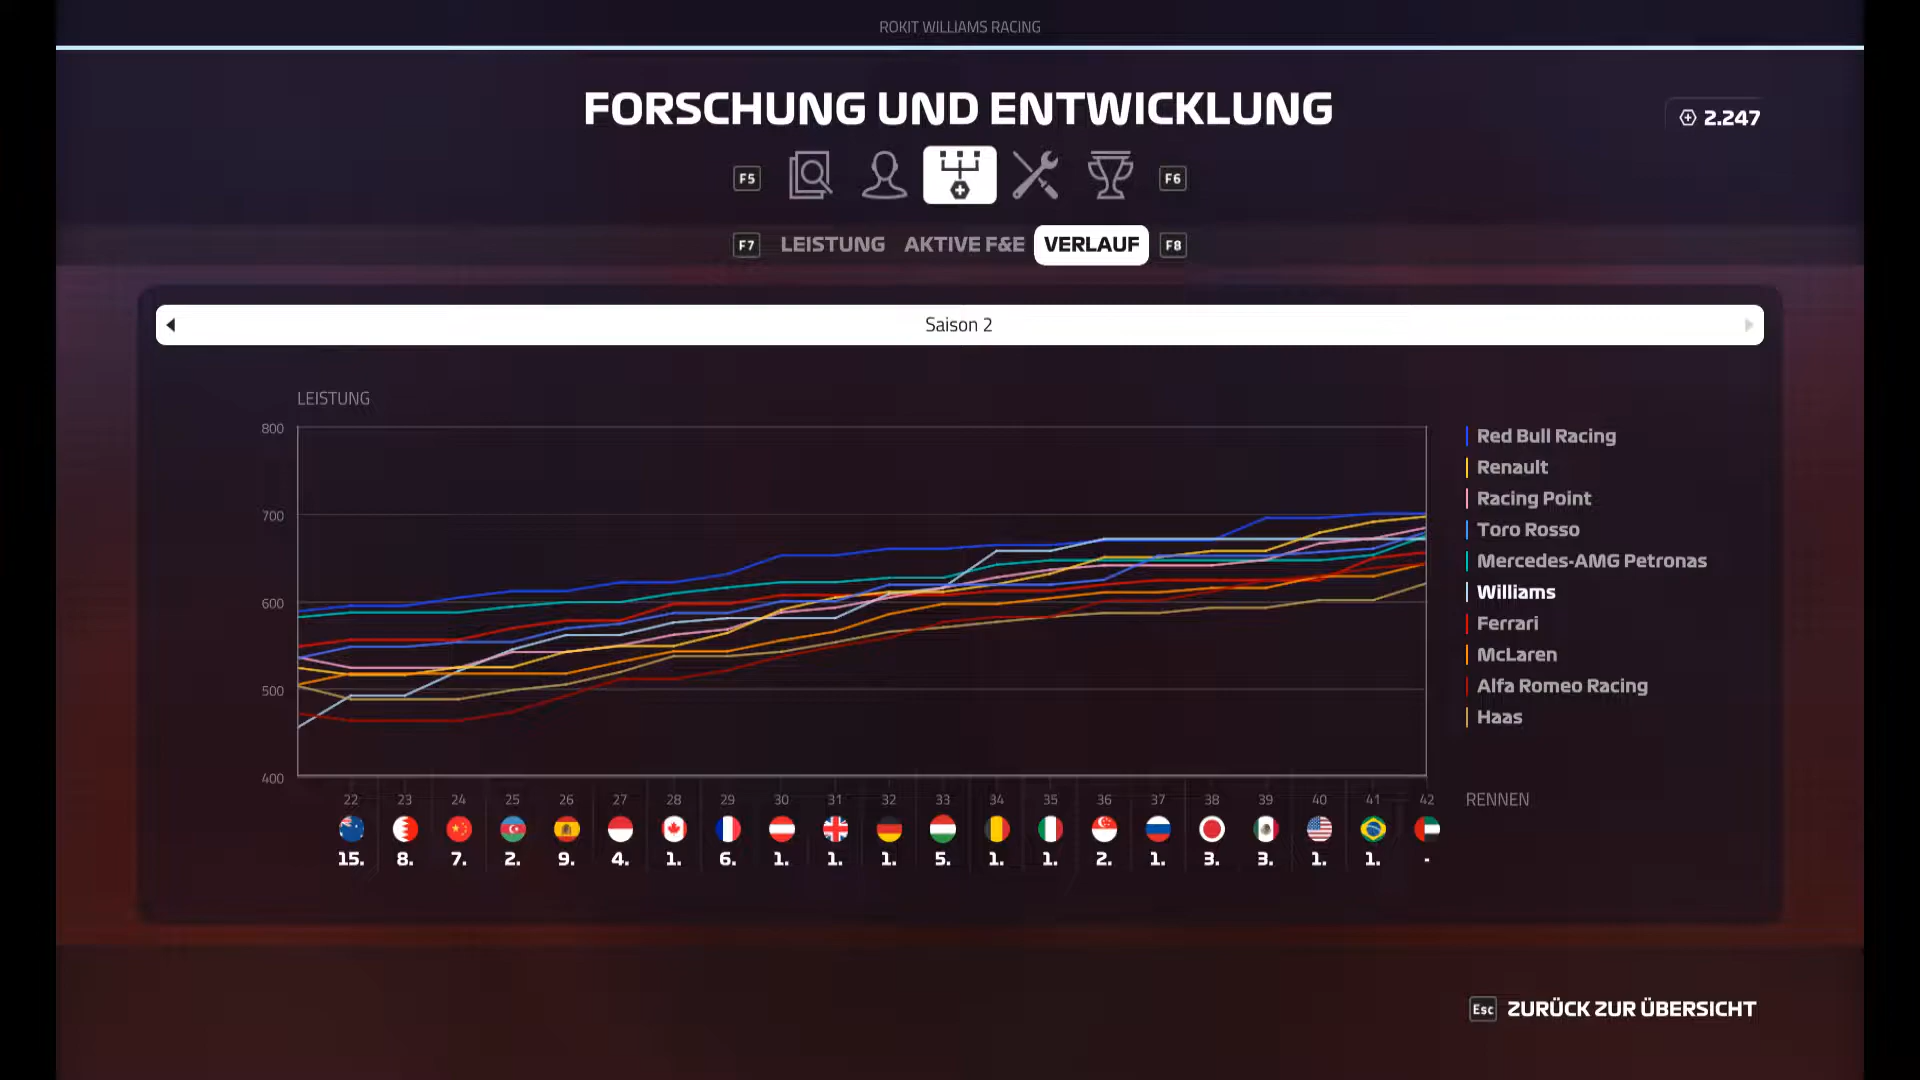 ROKIT WILLIAMS RACING
FORSCHUNG UND ENTWICKLUNG
2.247
F5 F6
F7 LEISTUNG AKTIVE F&E VERLAUF F8
Saison 2
LEISTUNG
800
700
600
500
400
Red Bull Racing
Renault
Racing Point
Toro Rosso
Mercedes-AMG Petronas
Williams
Ferrari
McLaren
Alfa Romeo Racing
Haas
22 23 24 25 26 27 28 29 30 31 32 33 34 35 36 37 38 39 40 41 42 RENNEN
15. 8. 7. 2. 9. 4. 1. 6. 1. 1. 1. 5. 1. 1. 2. 1. 3. 3. 1. 1. -
Esc ZURÜCK ZUR ÜBERSICHT